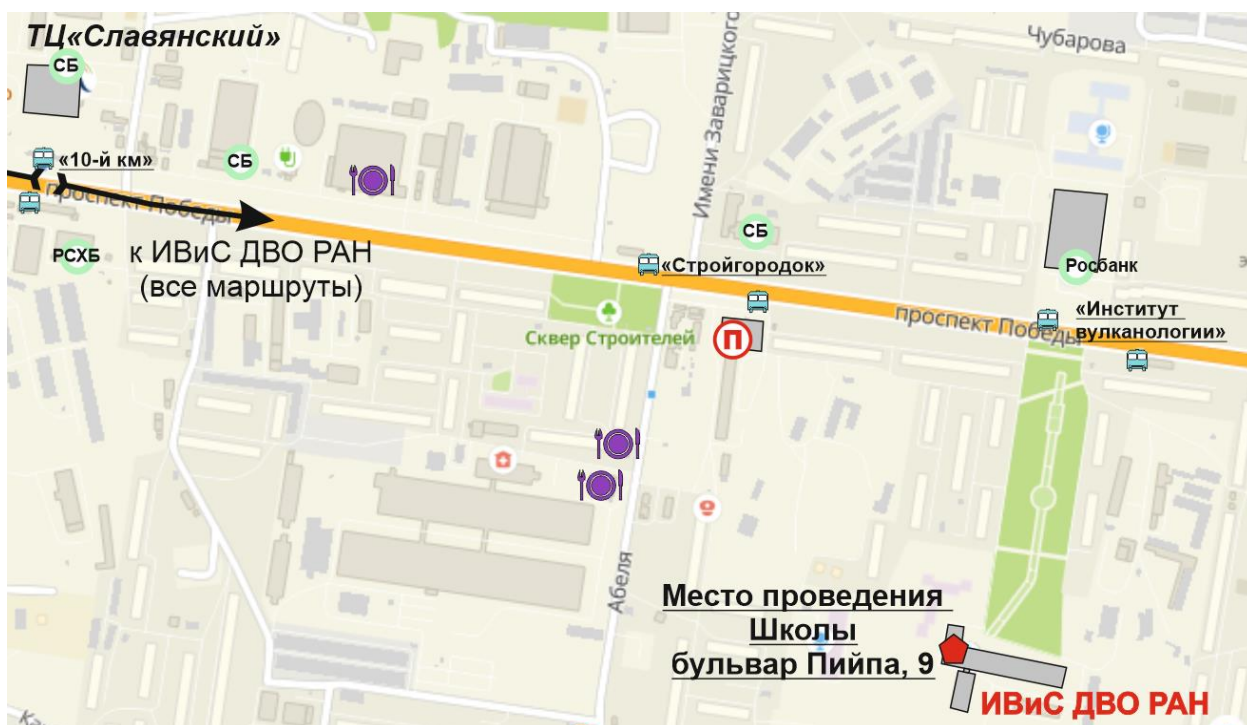 ТЦ«Славянский»
СБ
Чубарова
Имени Заварицкого
«10-й км»
СБ
проспект Победы
РСХБ
к ИВиС ДВО РАН
(все маршруты)
СБ
«Стройгородок»
Росбанк
«Институт
вулканологии»
проспект Победы
Сквер Строителей
П
Абеля
Место проведения
Школы
бульвар Пийпа, 9
ИВиС ДВО РАН